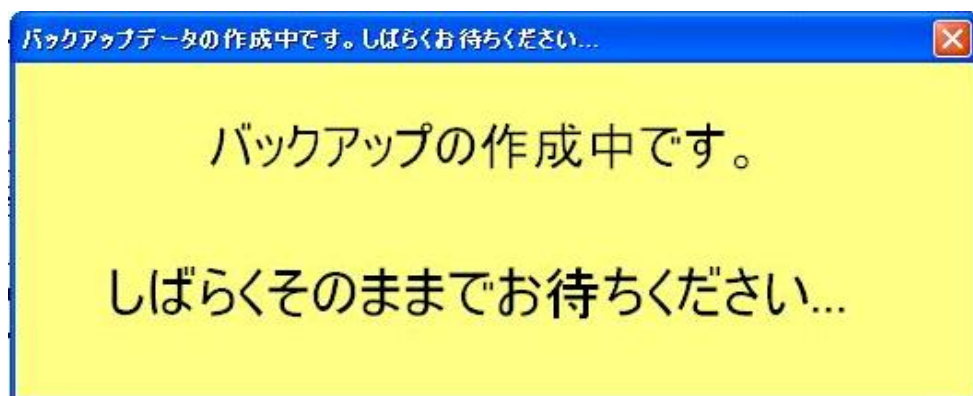 バックアップデータの作成中です。しばらくお待ちください...
バックアップの作成中です。
しばらくそのままでお待ちください...